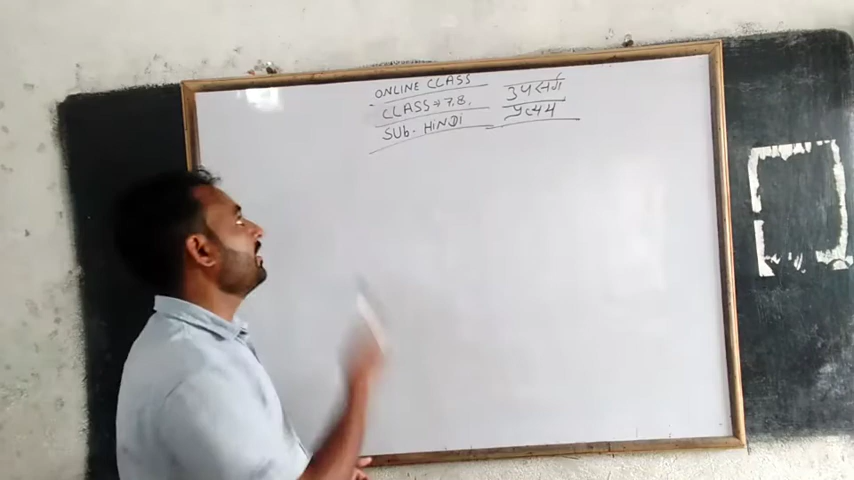 ONLINE CLASS
CLASS → 7,8,
SUb- HiNDi
उपसर्ग
प्रत्यय